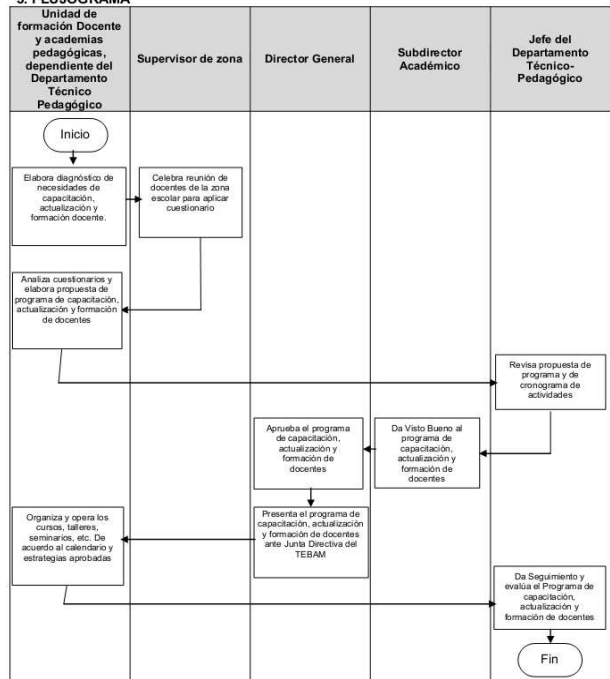 3. FLUJOGRAMA
Unidad de
formación Docente
y academias
pedagógicas,
dependiente del
Departamento
Técnico
Pedagógico
Supervisor de zona
Director General
Subdirector
Académico
Jefe del
Departamento
Técnico-
Pedagógico
Inicio
Elabora diagnóstico de
necesidades de
capacitación,
actualización y
formación docente.
Celebra reunión de
docentes de la zona
escolar para aplicar
cuestionario
Analiza cuestionarios y
elabora propuesta de
programa de capacitación,
actualización y formación
de docentes
Revisa propuesta de
programa y de
cronograma de
actividades
Da Visto Bueno al
programa de
capacitación,
actualización y
formación de
docentes
Aprueba el programa
de capacitación,
actualización y
formación de
docentes
Presenta el programa de
capacitación, actualización
y formación de docentes
ante Junta Directiva del
TEBAM
Organiza y opera los
cursos, talleres,
seminarios, etc. De
acuerdo al calendario y
estrategias aprobadas
Da Seguimiento y
evalúa el Programa de
capacitación,
actualización y
formación de docentes
Fin